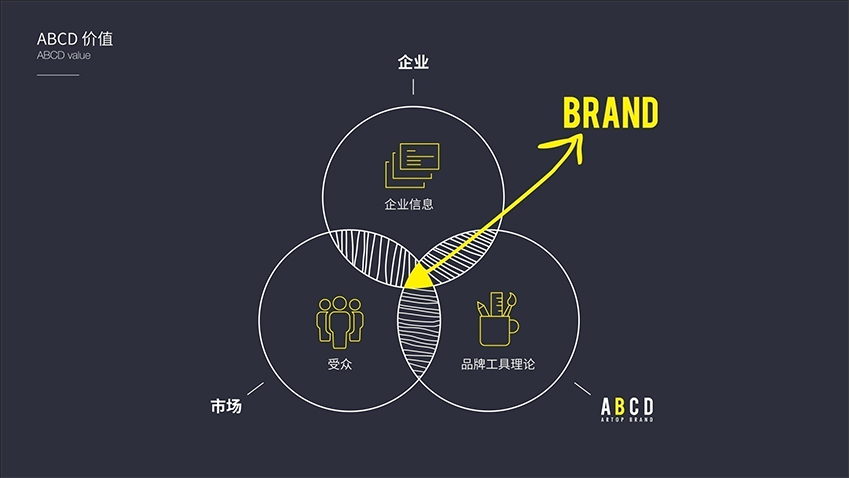 ABCD 价值
ABCD value
企业
BRAND
企业信息
受众
品牌工具理论
市场
ABCD
ARTOP BRAND